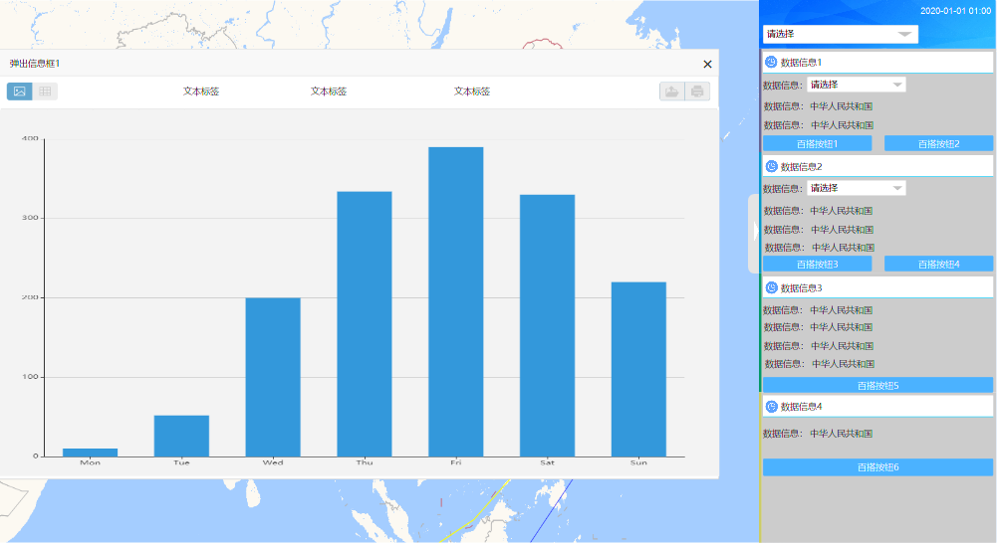 弹出信息框1
文本标签 文本标签 文本标签
400
300
200
100
0
Mon Tue Wed Thu Fri Sat Sun
2020-01-01 01:00
请选择
数据信息1
数据信息： 请选择
数据信息： 中华人民共和国
数据信息： 中华人民共和国
百搭按钮1 百搭按钮2
数据信息2
数据信息： 请选择
数据信息： 中华人民共和国
数据信息： 中华人民共和国
数据信息： 中华人民共和国
百搭按钮3 百搭按钮4
数据信息3
数据信息： 中华人民共和国
数据信息： 中华人民共和国
数据信息： 中华人民共和国
数据信息： 中华人民共和国
百搭按钮5
数据信息4
数据信息： 中华人民共和国
百搭按钮6